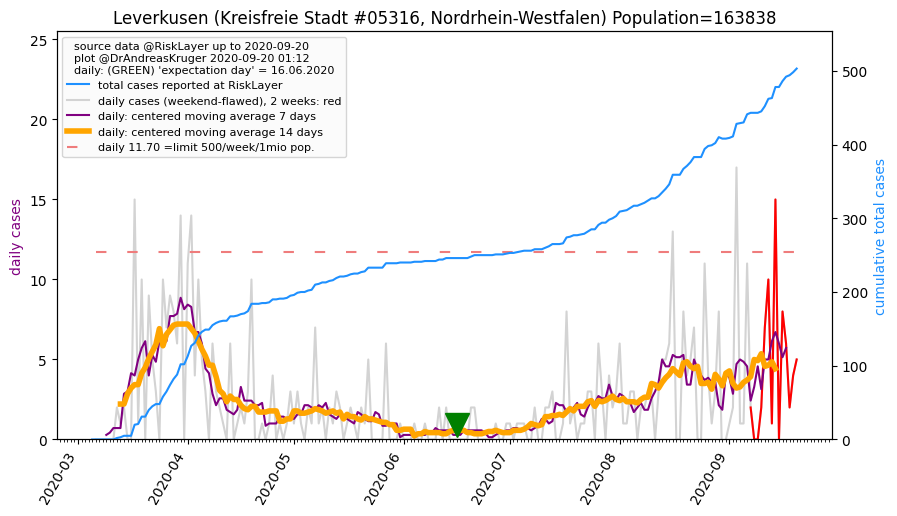 Leverkusen (Kreisfreie Stadt #05316, Nordrhein-Westfalen) Population=163838
source data @RiskLayer up to 2020-09-20
plot @DrAndreasKruger 2020-09-20 01:12
daily: (GREEN) 'expectation day' = 16.06.2020
total cases reported at RiskLayer
daily cases (weekend-flawed), 2 weeks: red
daily: centered moving average 7 days
daily: centered moving average 14 days
daily 11.70 =limit 500/week/1mio pop.
daily cases
25
20
15
10
5
0
cumulative total cases
500
400
300
200
100
0
2020-03
2020-04
2020-05
2020-06
2020-07
2020-08
2020-09